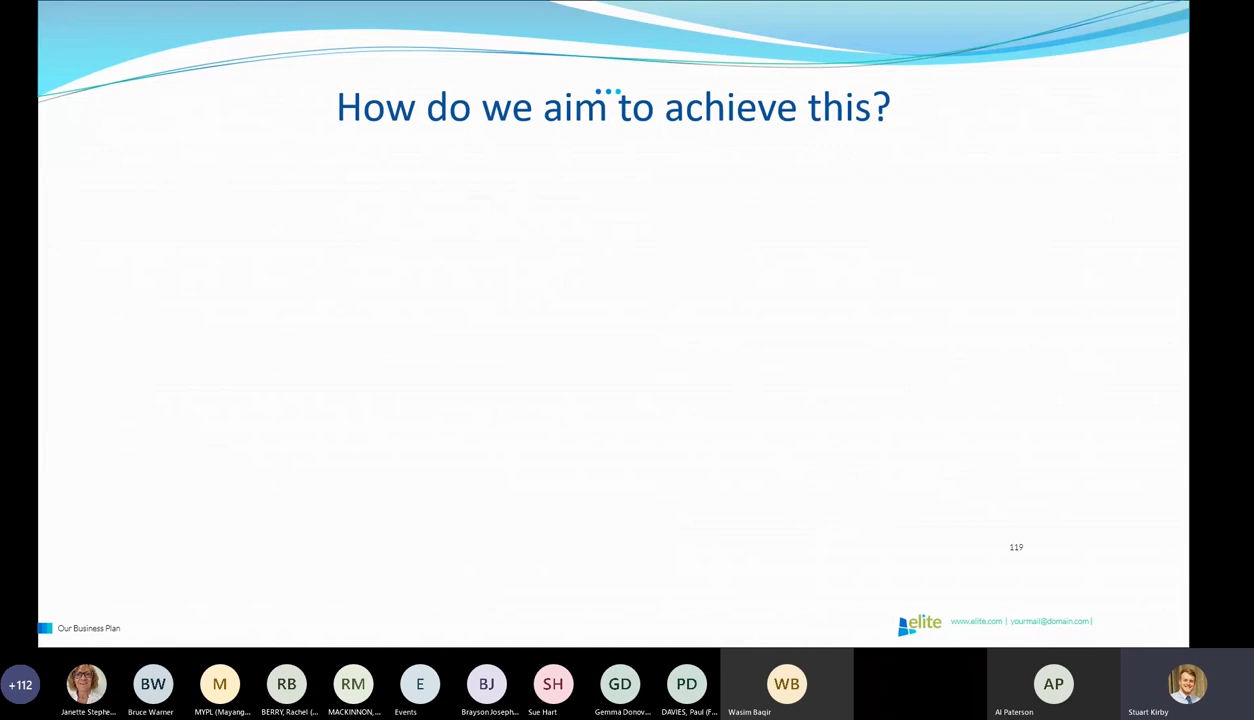 How do we aim to achieve this?
119
Our Business Plan
elite
www.elite.com | yourmail@domain.com |
+112
BW
M
RB
RM
E
BJ
SH
GD
PD
WB
AP
Janette Stephe...
Bruce Warner
MYPL (Mayang...
BERRY, Rachel (...
MACKINNON,...
Events
Brayson Joseph...
Sue Hart
Gemma Donov...
DAVIES, Paul (F...
Wasim Baqir
Al Paterson
Stuart Kirby